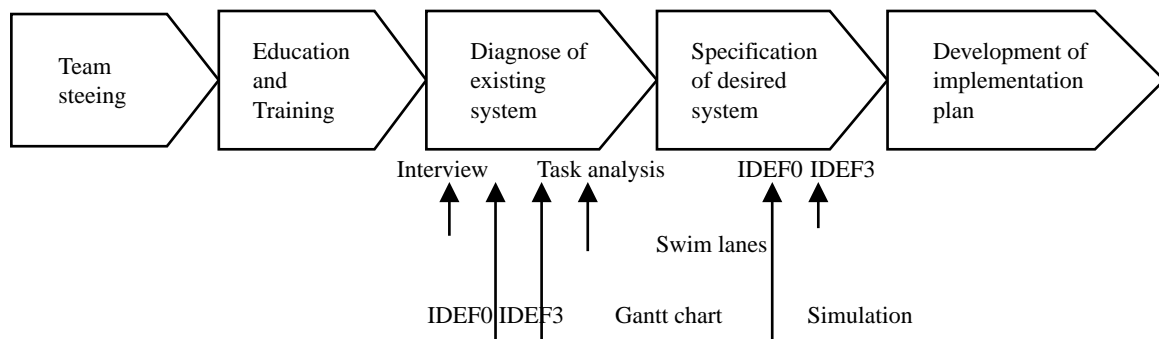 Team
steeing
Education
and
Training
Diagnose of
existing
system
Specification
of desired
system
Development of
implementation
plan
Interview
Task analysis
IDEF0 IDEF3
Swim lanes
IDEF0 IDEF3
Gantt chart
Simulation